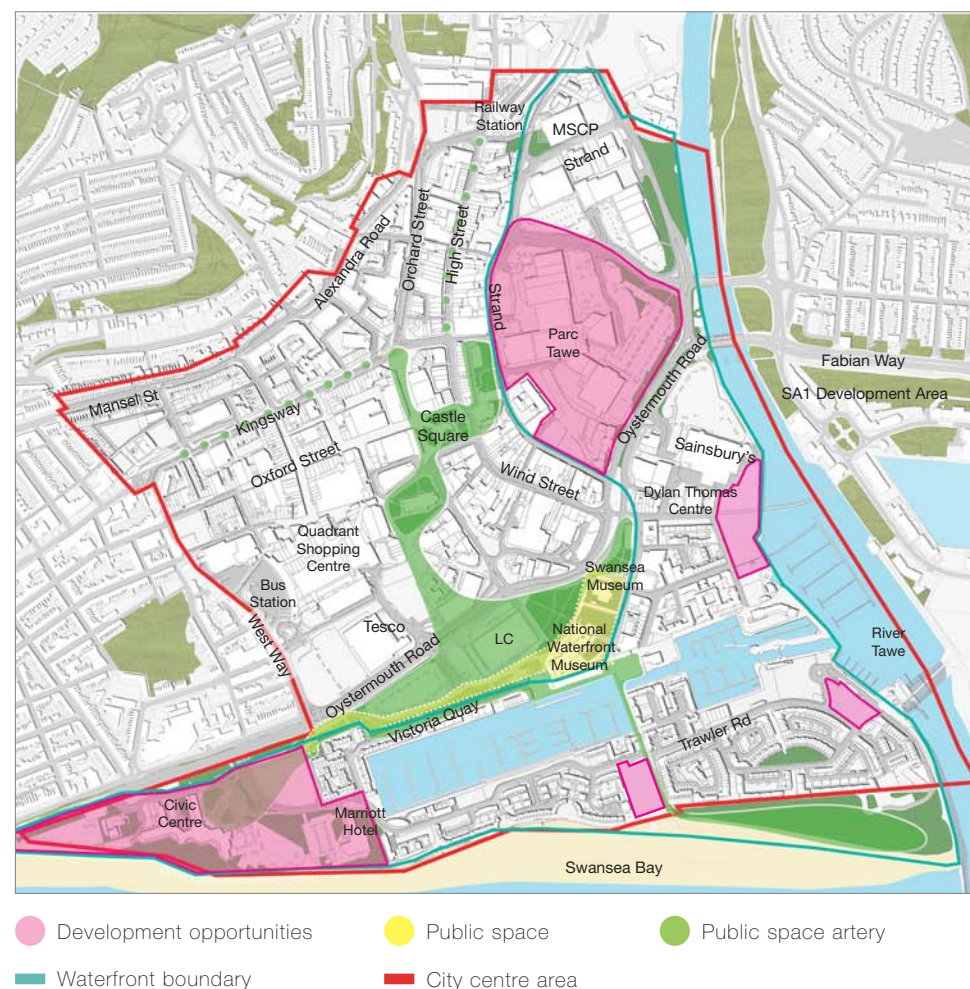 Railway
Station
MSCP
Strand
Orchard Street
High Street
Alexandra Road
Strand
Parc
Tawe
Oystermouth Road
Fabian Way
SA1 Development Area
Mansel St
Kingsway
Castle
Square
Oxford Street
Sainsbury's
Wind Street
Dylan Thomas
Centre
Quadrant
Shopping
Centre
Bus
Station
Swansea
Museum
West Way
Tesco
LC
National
Waterfront
Museum
River
Tawe
Oystermouth Road
Victoria Quay
Trawler Rd
Civic
Centre
Marriott
Hotel
Swansea Bay
Development opportunities
Public space
Public space artery
Waterfront boundary
City centre area